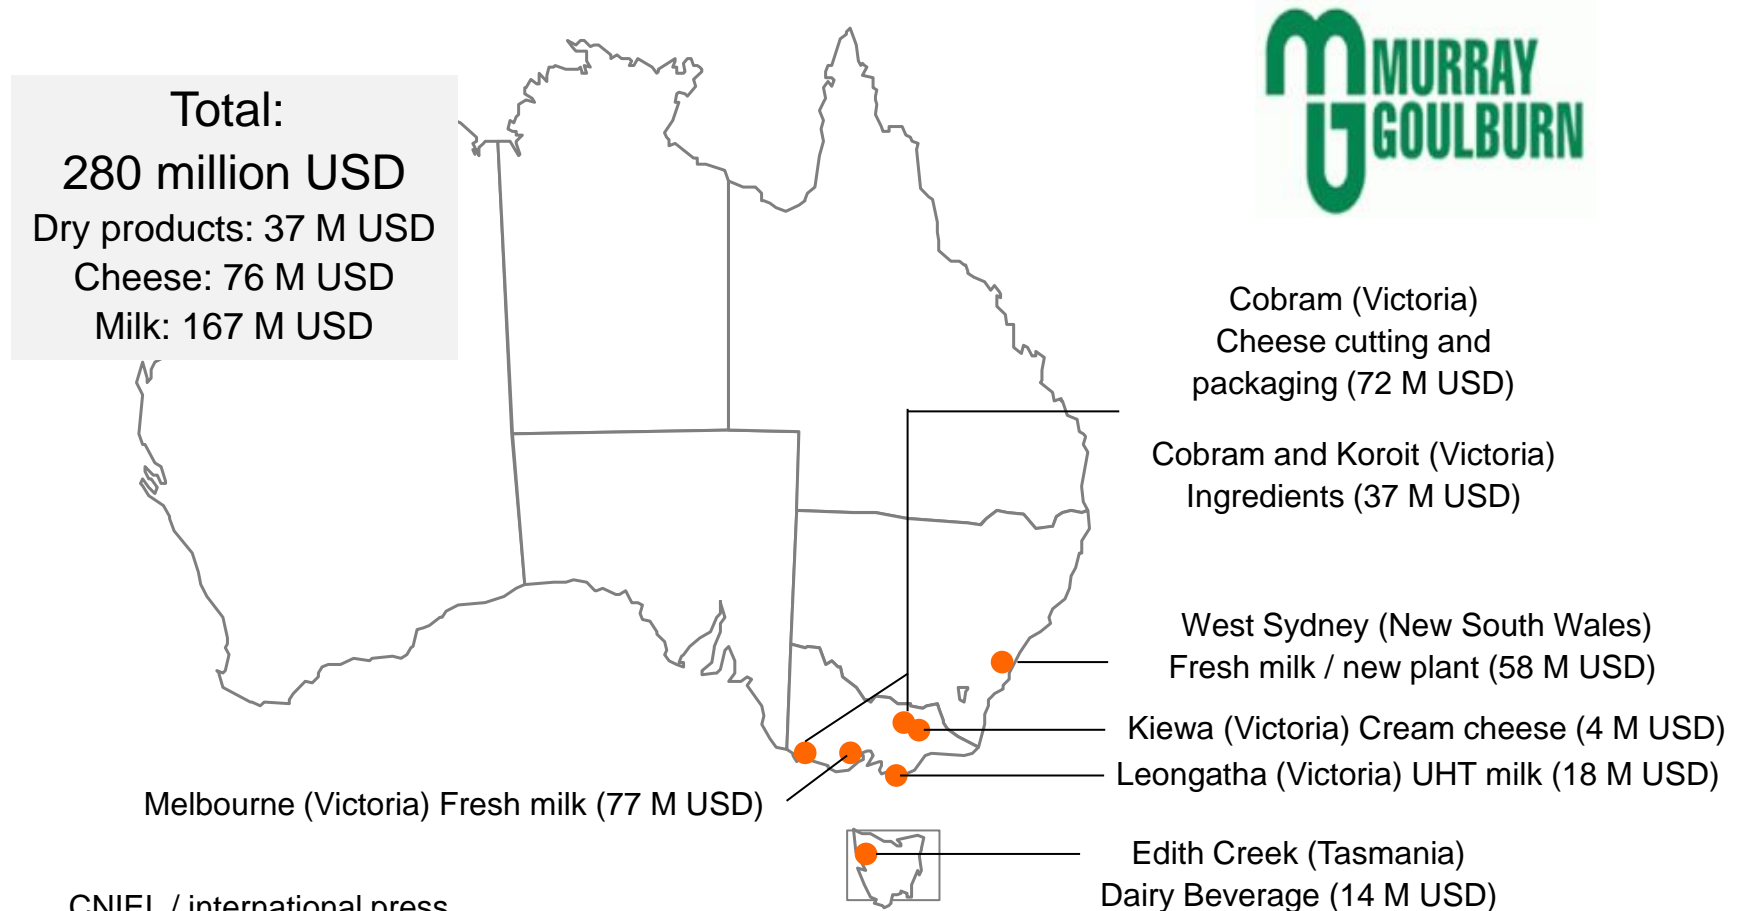 Total:
280 million USD
Dry products: 37 M USD
Cheese: 76 M USD
Milk: 167 M USD
MURRAY
GOULBURN
Cobram (Victoria)
Cheese cutting and
packaging (72 M USD)
Cobram and Koroit (Victoria)
Ingredients (37 M USD)
West Sydney (New South Wales)
Fresh milk / new plant (58 M USD)
Kiewa (Victoria) Cream cheese (4 M USD)
Leongatha (Victoria) UHT milk (18 M USD)
Melbourne (Victoria) Fresh milk (77 M USD)
Edith Creek (Tasmania)
Dairy Beverage (14 M USD)
CNIEL / international press